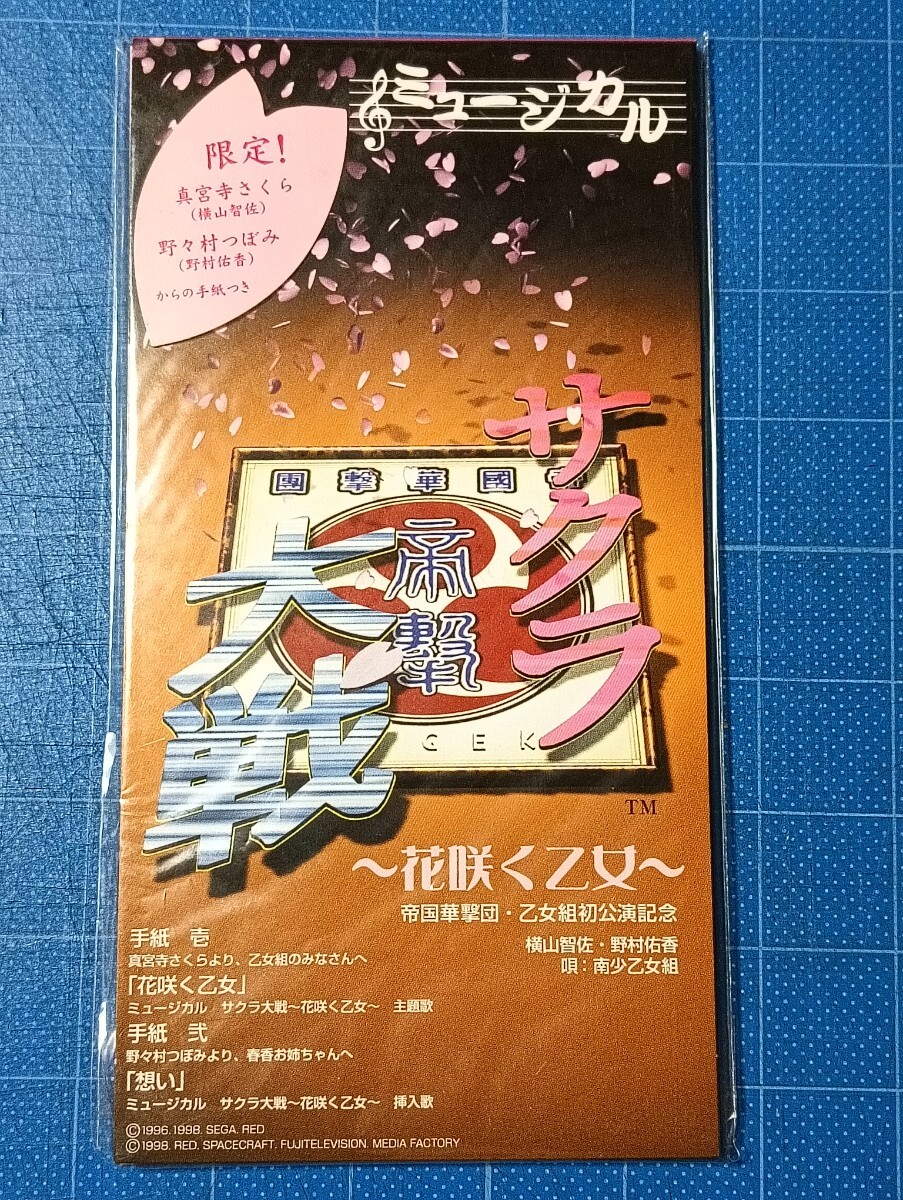 ミュージカル
限定!
真宮寺さくら
(横山智佐)
野々村つぼみ
(野村佑香)
からの手紙つき
サクラ
大戦
團撃華國
帝撃
GEK
TM
〜花咲く乙女〜
帝国華撃団・乙女組初公演記念
横山智佐・野村佑香
唄:南少乙女組
手紙 壱
真宮寺さくらより、乙女組のみなさんへ
「花咲く乙女」
ミュージカル サクラ大戦〜花咲く乙女〜 主題歌
手紙 弐
野々村つぼみより、春香お姉ちゃんへ
「想い」
ミュージカル サクラ大戦〜花咲く乙女〜 挿入歌
©1996.1998. SEGA. RED
©1998. RED. SPACECRAFT. FUJITELEVISION. MEDIA FACTORY